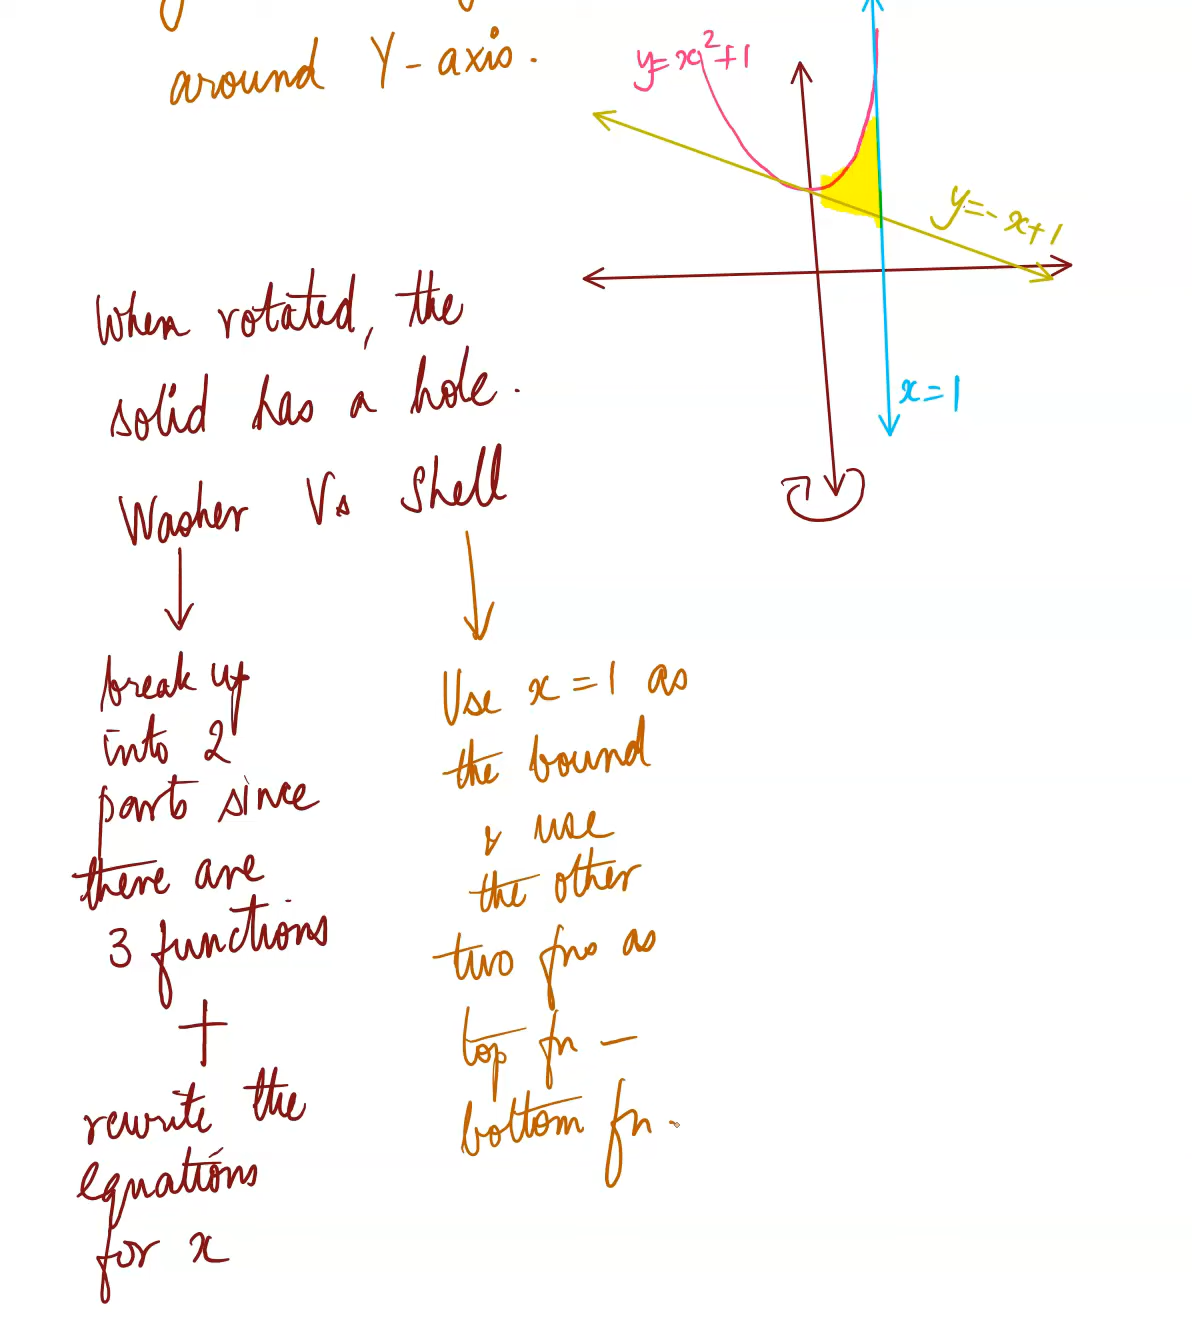 around Y-axis.
y=x²+1
y=-x+1
x=1
When rotated, the
solid has a hole.
Washer Vs Shell
break up
into 2
parts since
there are
3 functions
+
rewrite the
equations
for x
Use x=1 as
the bound
& use
the other
two fns as
top fn -
bottom fn.